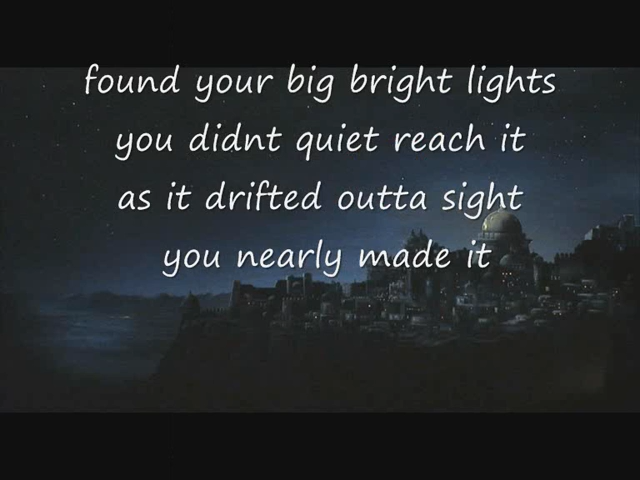 found your big bright lights
you didnt quiet reach it
as it drifted outta sight
you nearly made it